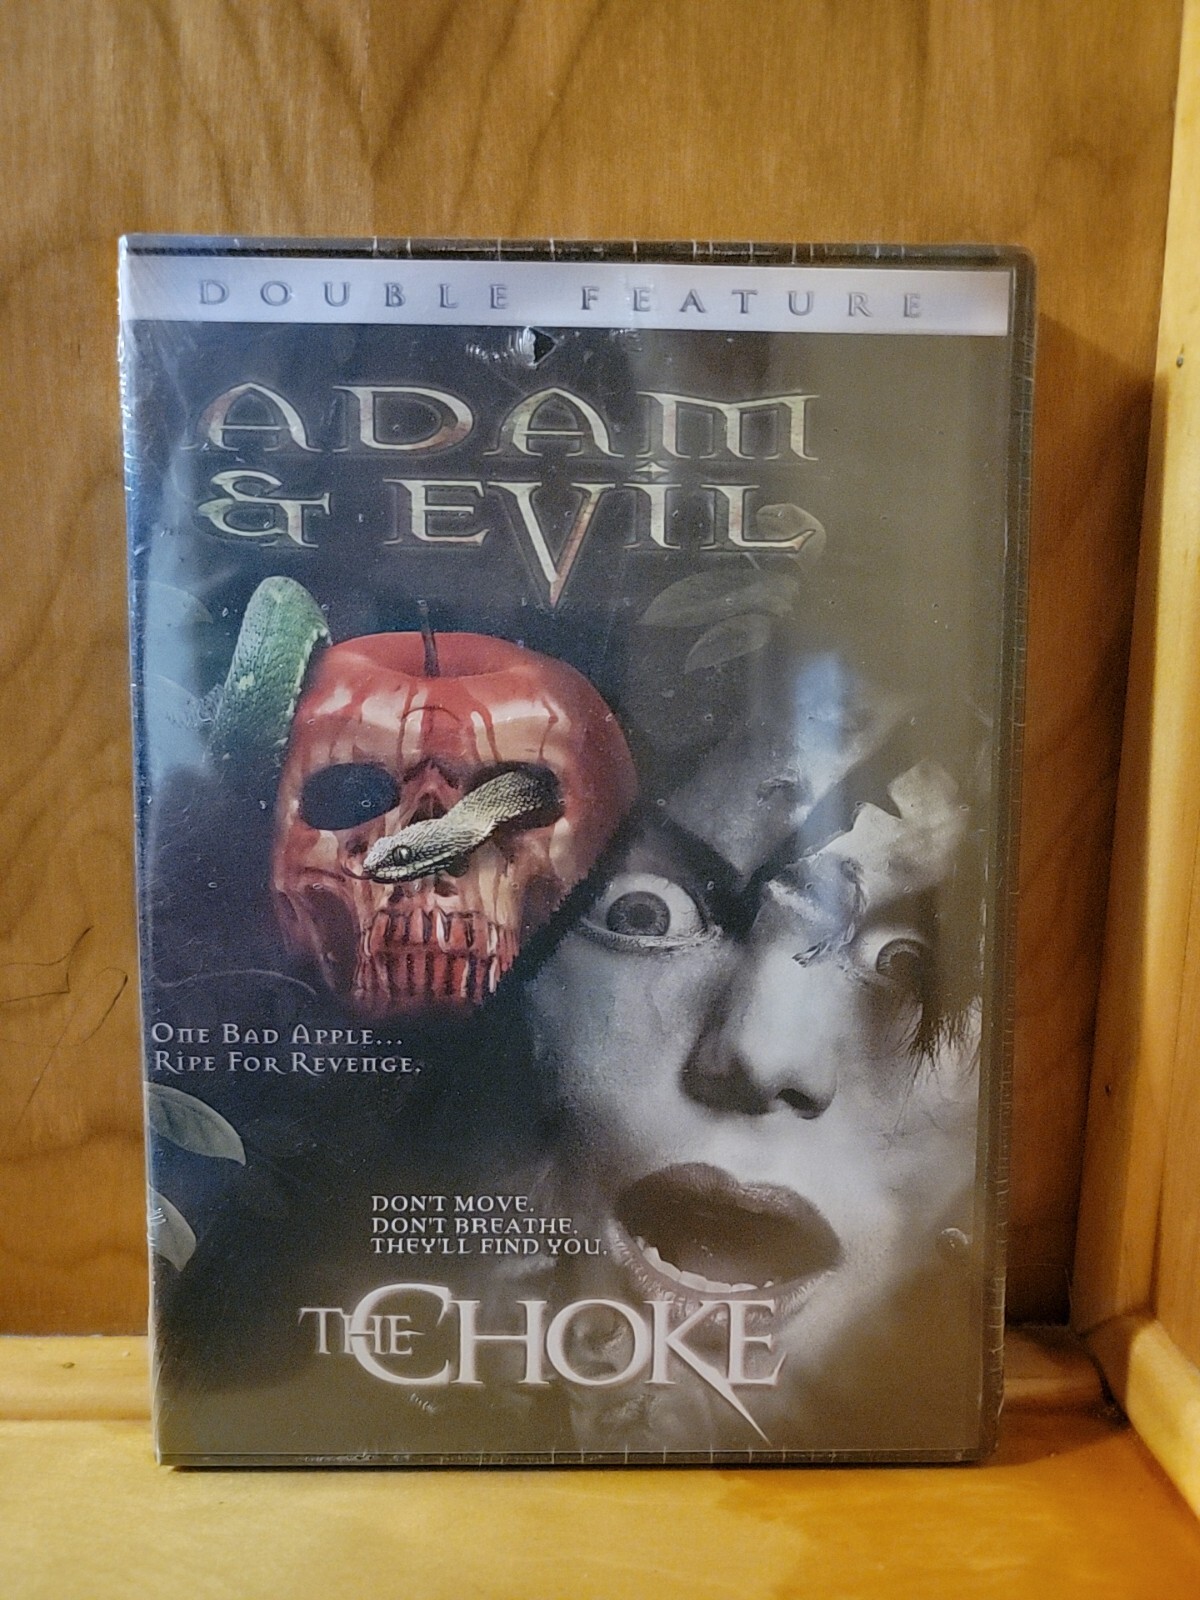 DOUBLE FEATURE
ADAM
& EVIL
ONE BAD APPLE...
RIPE FOR REVENGE.
DON'T MOVE.
DON'T BREATHE.
THEY'LL FIND YOU.
THE CHOKE